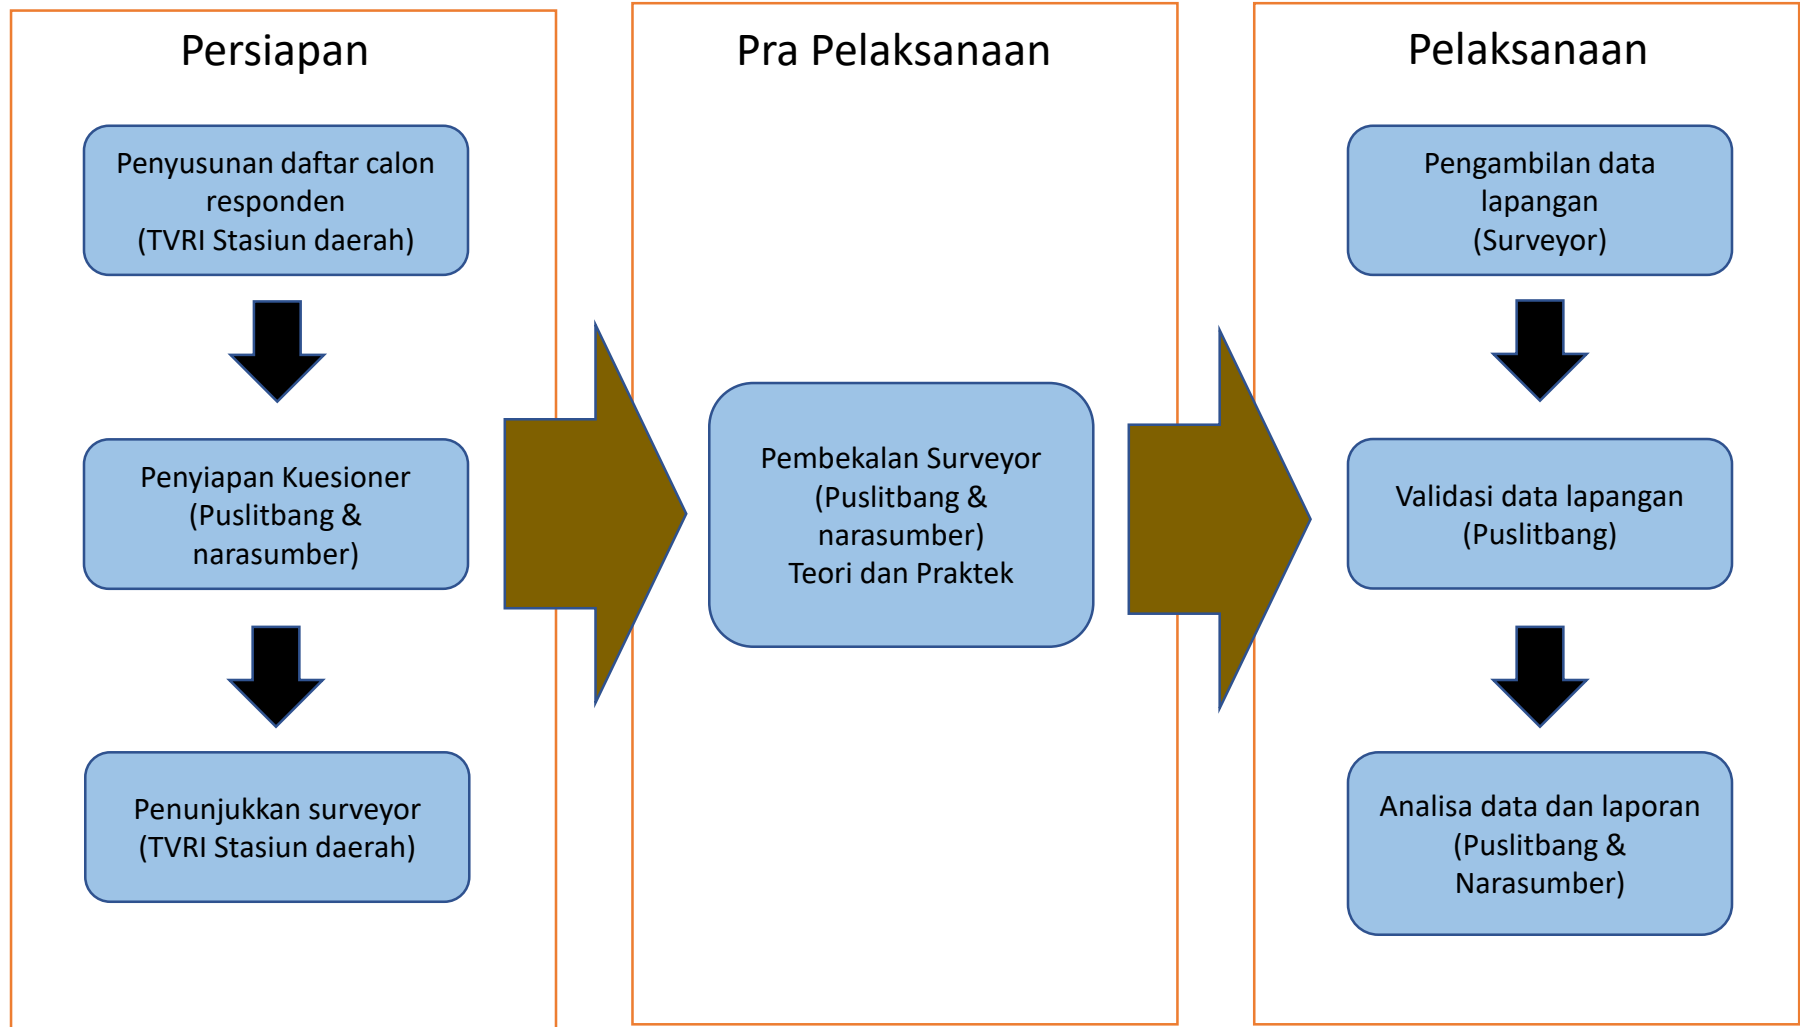 Persiapan
Penyusunan daftar calon
responden
(TVRI Stasiun daerah)
Penyiapan Kuesioner
(Puslitbang &
narasumber)
Penunjukkan surveyor
(TVRI Stasiun daerah)
Pra Pelaksanaan
Pembekalan Surveyor
(Puslitbang &
narasumber)
Teori dan Praktek
Pelaksanaan
Pengambilan data
lapangan
(Surveyor)
Validasi data lapangan
(Puslitbang)
Analisa data dan laporan
(Puslitbang &
Narasumber)